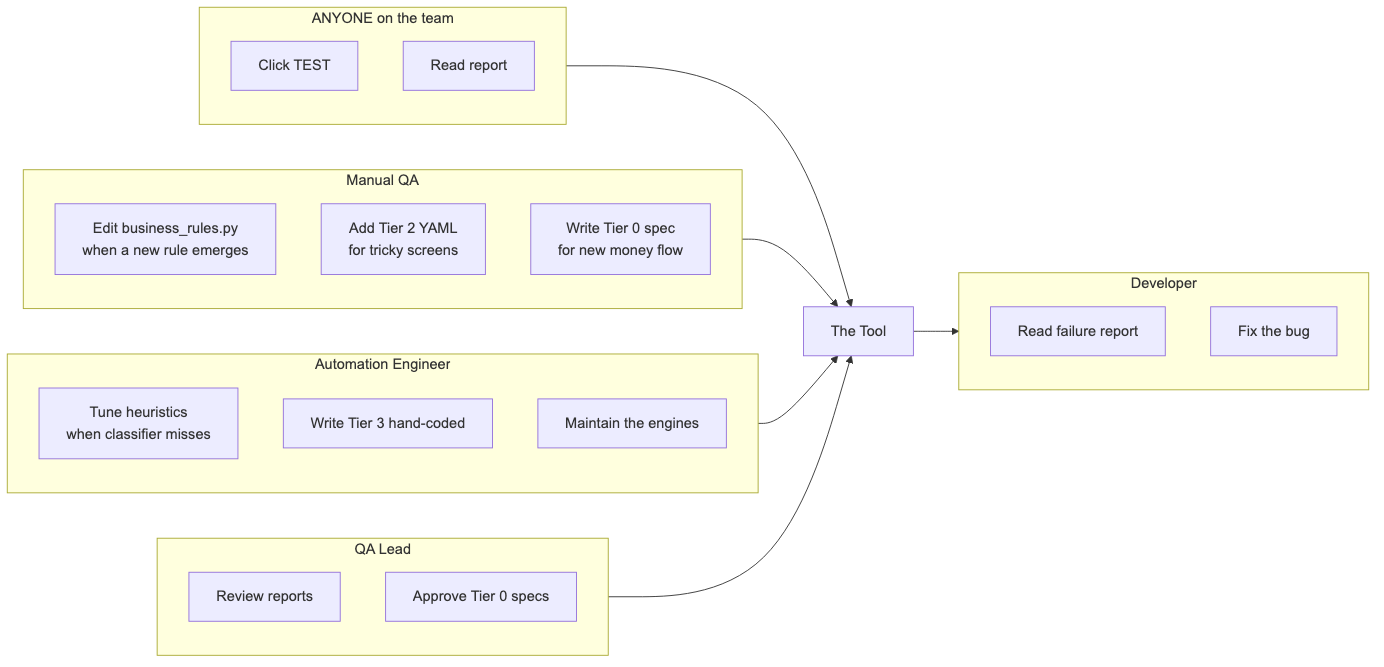 ANYONE on the team
Click TEST
Read report
Manual QA
Edit business_rules.py
when a new rule emerges
Add Tier 2 YAML
for tricky screens
Write Tier 0 spec
for new money flow
Automation Engineer
Tune heuristics
when classifier misses
Write Tier 3 hand-coded
Maintain the engines
QA Lead
Review reports
Approve Tier 0 specs
The Tool
Developer
Read failure report
Fix the bug